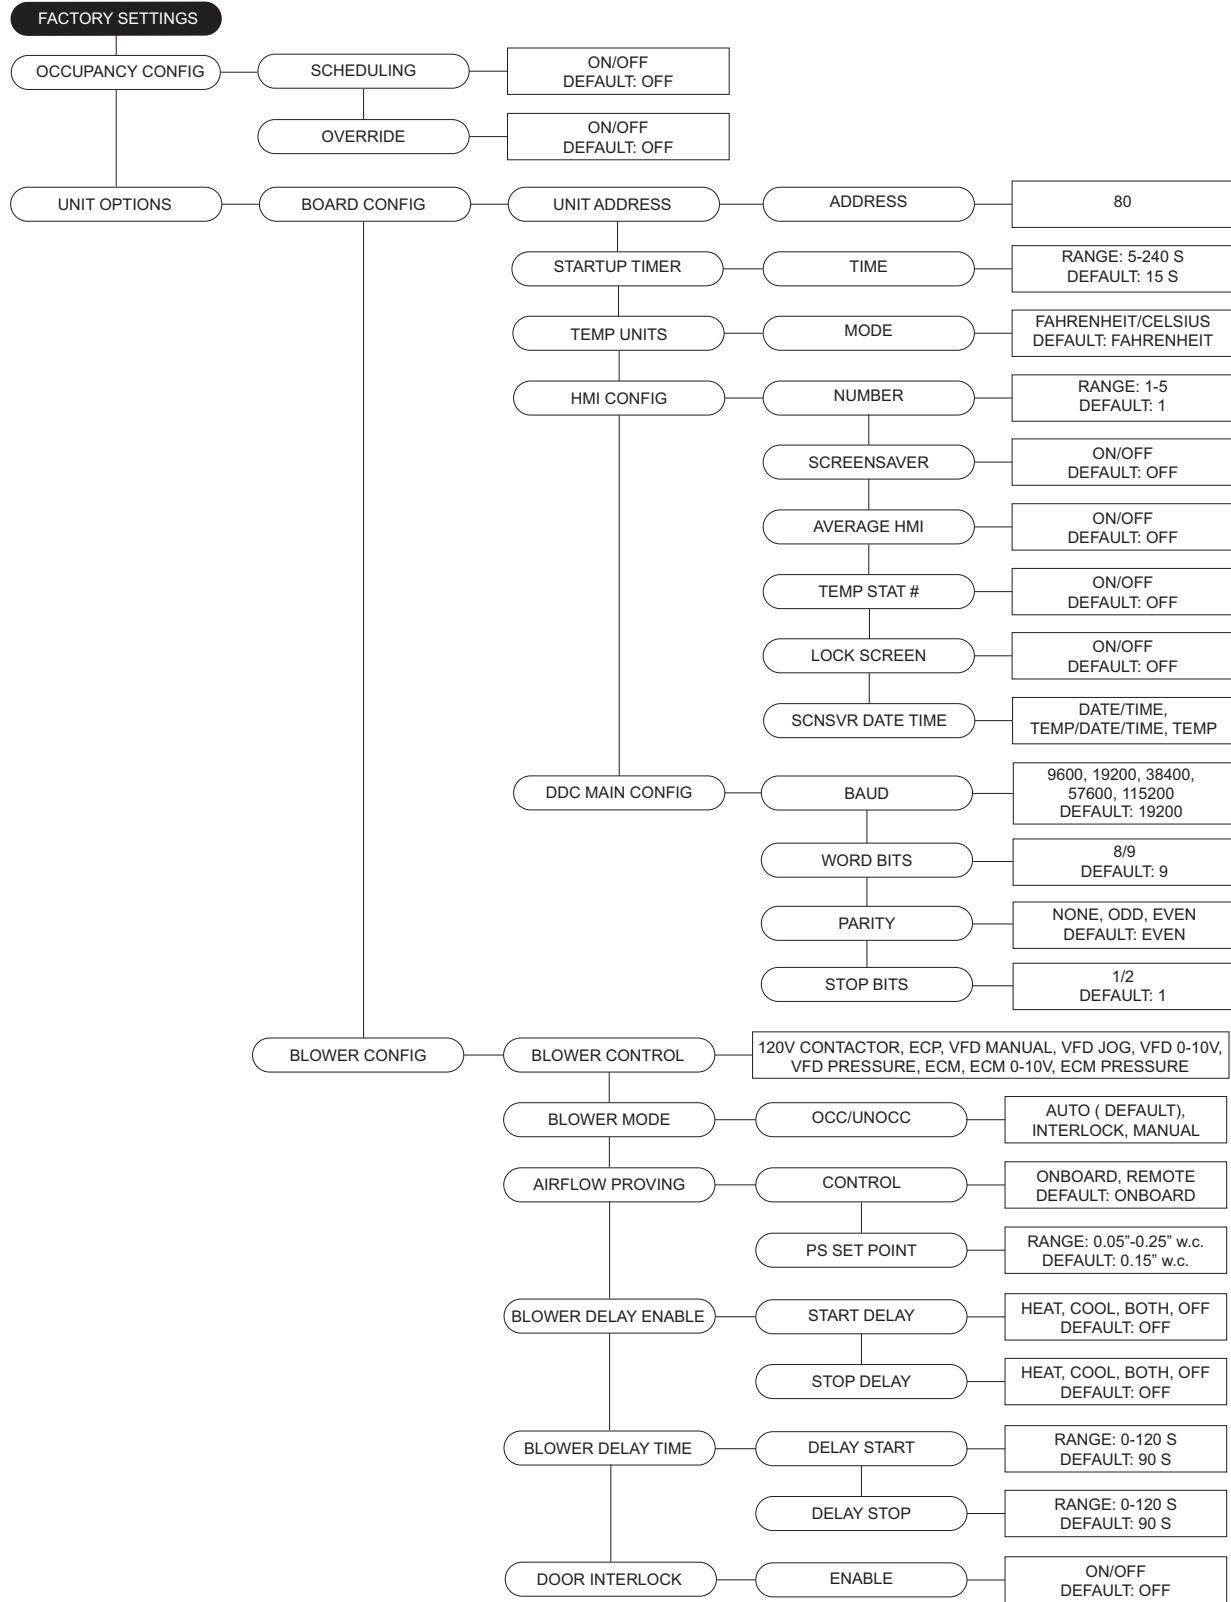 FACTORY SETTINGS
OCCUPANCY CONFIG
SCHEDULING
ON/OFF
DEFAULT: OFF
OVERRIDE
ON/OFF
DEFAULT: OFF
UNIT OPTIONS
BOARD CONFIG
UNIT ADDRESS
ADDRESS
80
STARTUP TIMER
TIME
RANGE: 5-240 S
DEFAULT: 15 S
TEMP UNITS
MODE
FAHRENHEIT/CELSIUS
DEFAULT: FAHRENHEIT
HMI CONFIG
NUMBER
RANGE: 1-5
DEFAULT: 1
SCREENSAVER
ON/OFF
DEFAULT: OFF
AVERAGE HMI
ON/OFF
DEFAULT: OFF
TEMP STAT #
ON/OFF
DEFAULT: OFF
LOCK SCREEN
ON/OFF
DEFAULT: OFF
SCNSVR DATE TIME
DATE/TIME,
TEMP/DATE/TIME, TEMP
DDC MAIN CONFIG
BAUD
9600, 19200, 38400,
57600, 115200
DEFAULT: 19200
WORD BITS
8/9
DEFAULT: 9
PARITY
NONE, ODD, EVEN
DEFAULT: EVEN
STOP BITS
1/2
DEFAULT: 1
BLOWER CONFIG
BLOWER CONTROL
120V CONTACTOR, ECP, VFD MANUAL, VFD JOG, VFD 0-10V,
VFD PRESSURE, ECM, ECM 0-10V, ECM PRESSURE
BLOWER MODE
OCC/UNOCC
AUTO ( DEFAULT),
INTERLOCK, MANUAL
AIRFLOW PROVING
CONTROL
ONBOARD, REMOTE
DEFAULT: ONBOARD
PS SET POINT
RANGE: 0.05”-0.25” w.c.
DEFAULT: 0.15” w.c.
BLOWER DELAY ENABLE
START DELAY
HEAT, COOL, BOTH, OFF
DEFAULT: OFF
STOP DELAY
HEAT, COOL, BOTH, OFF
DEFAULT: OFF
BLOWER DELAY TIME
DELAY START
RANGE: 0-120 S
DEFAULT: 90 S
DELAY STOP
RANGE: 0-120 S
DEFAULT: 90 S
DOOR INTERLOCK
ENABLE
ON/OFF
DEFAULT: OFF